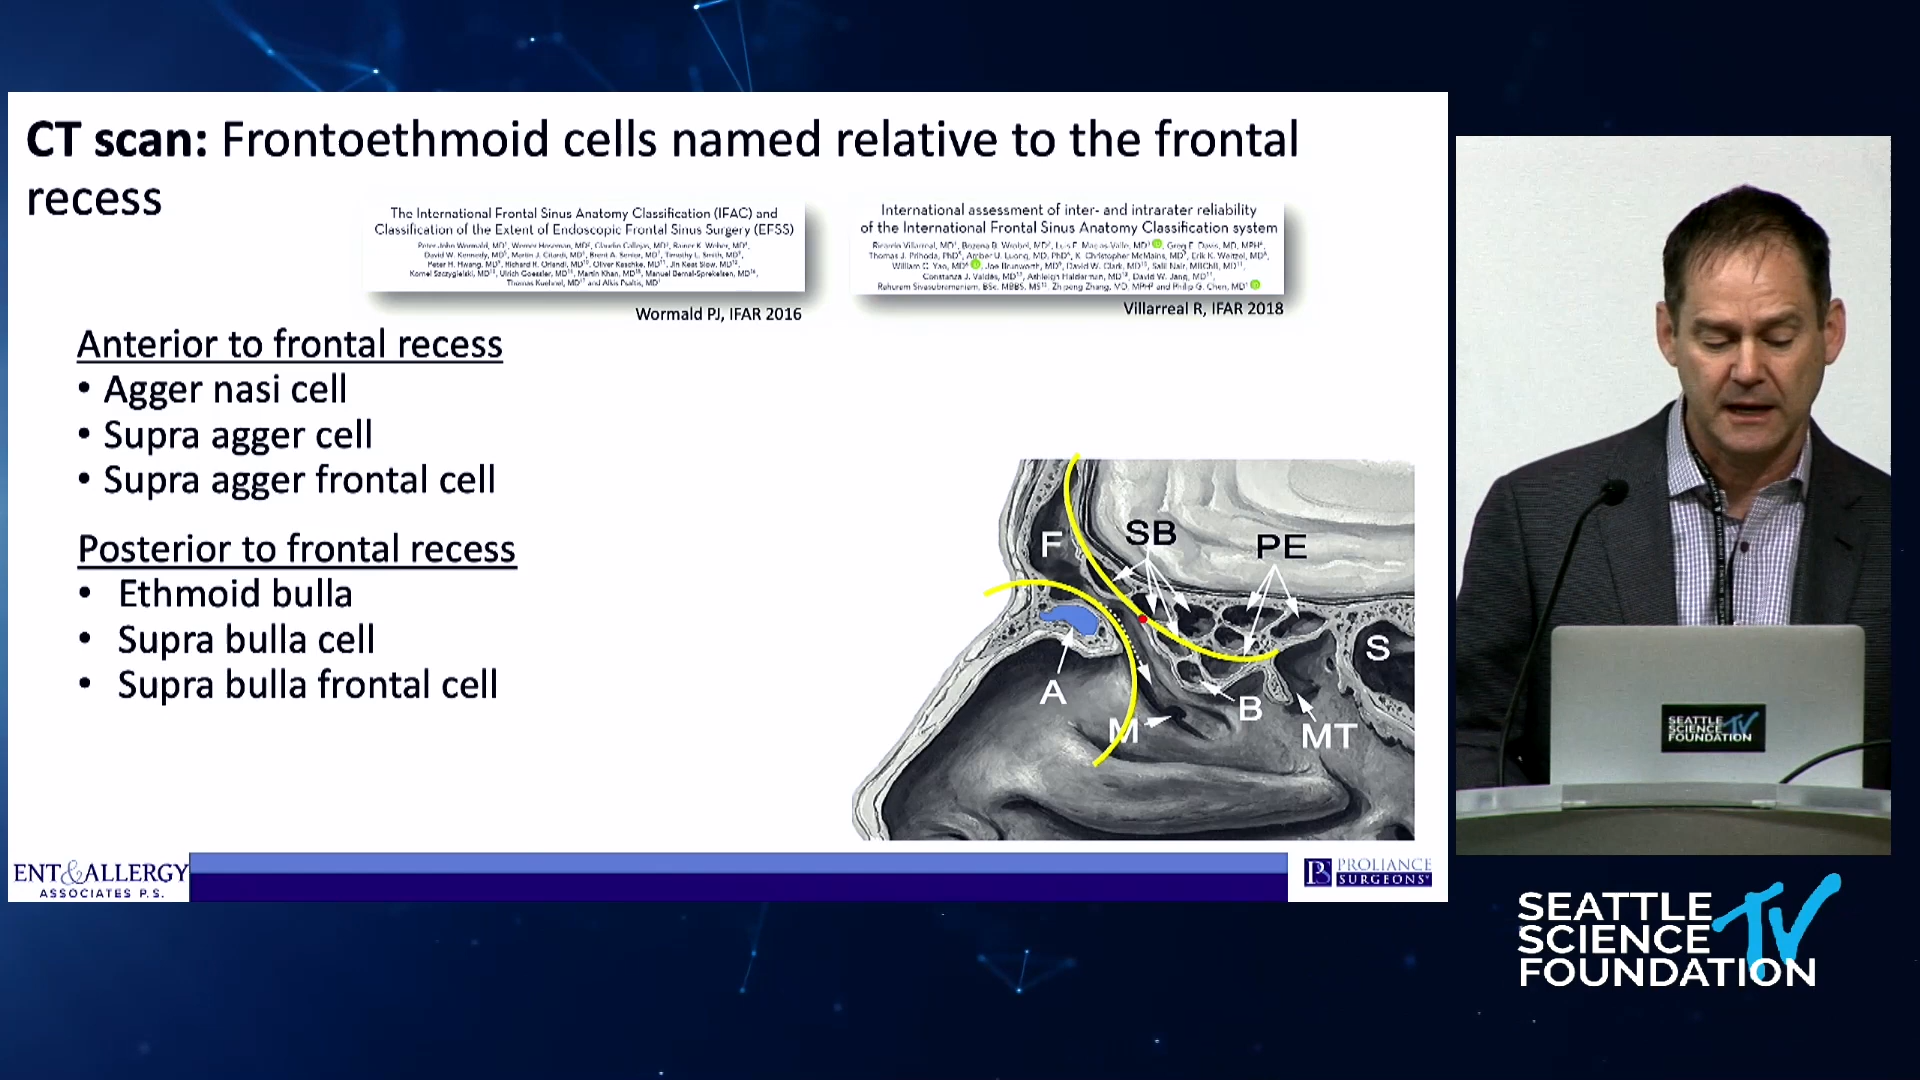 CT scan: Frontoethmoid cells named relative to the frontal
recess
The International Frontal Sinus Anatomy Classification (IFAC) and
Classification of the Extent of Endoscopic Frontal Sinus Surgery (EFSS)
International assessment of inter- and intrarater reliability
of the International Frontal Sinus Anatomy Classification system
Wormald PJ, IFAR 2016
Villarreal R, IFAR 2018
Anterior to frontal recess
• Agger nasi cell
• Supra agger cell
• Supra agger frontal cell
Posterior to frontal recess
• Ethmoid bulla
• Supra bulla cell
• Supra bulla frontal cell
F
SB
PE
S
A
M
B
MT
ENT&ALLERGY
ASSOCIATES P.S.
PS PROLIANCE
SURGEONS
SEATTLE
SCIENCE
FOUNDATION
TV
SEATTLE
SCIENCE
FOUNDATION
TV